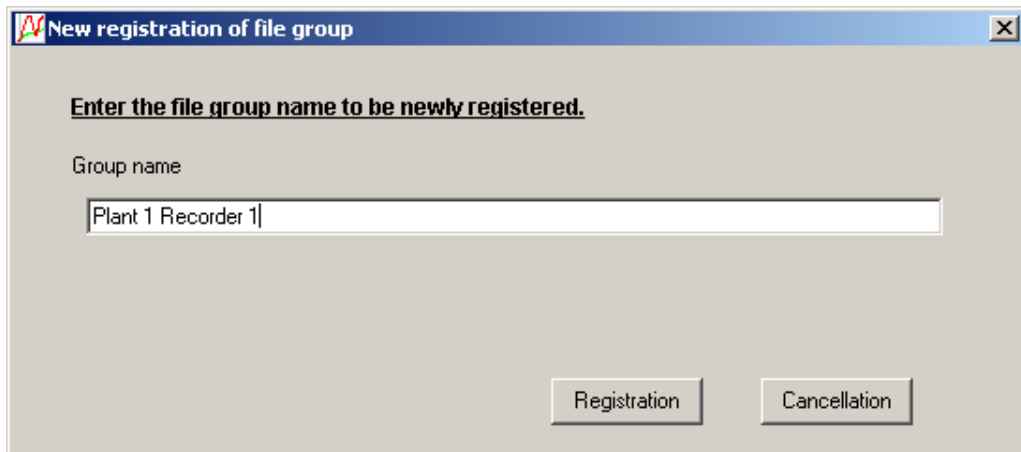 New registration of file group
Enter the file group name to be newly registered.
Group name
Plant 1 Recorder 1
Registration Cancellation